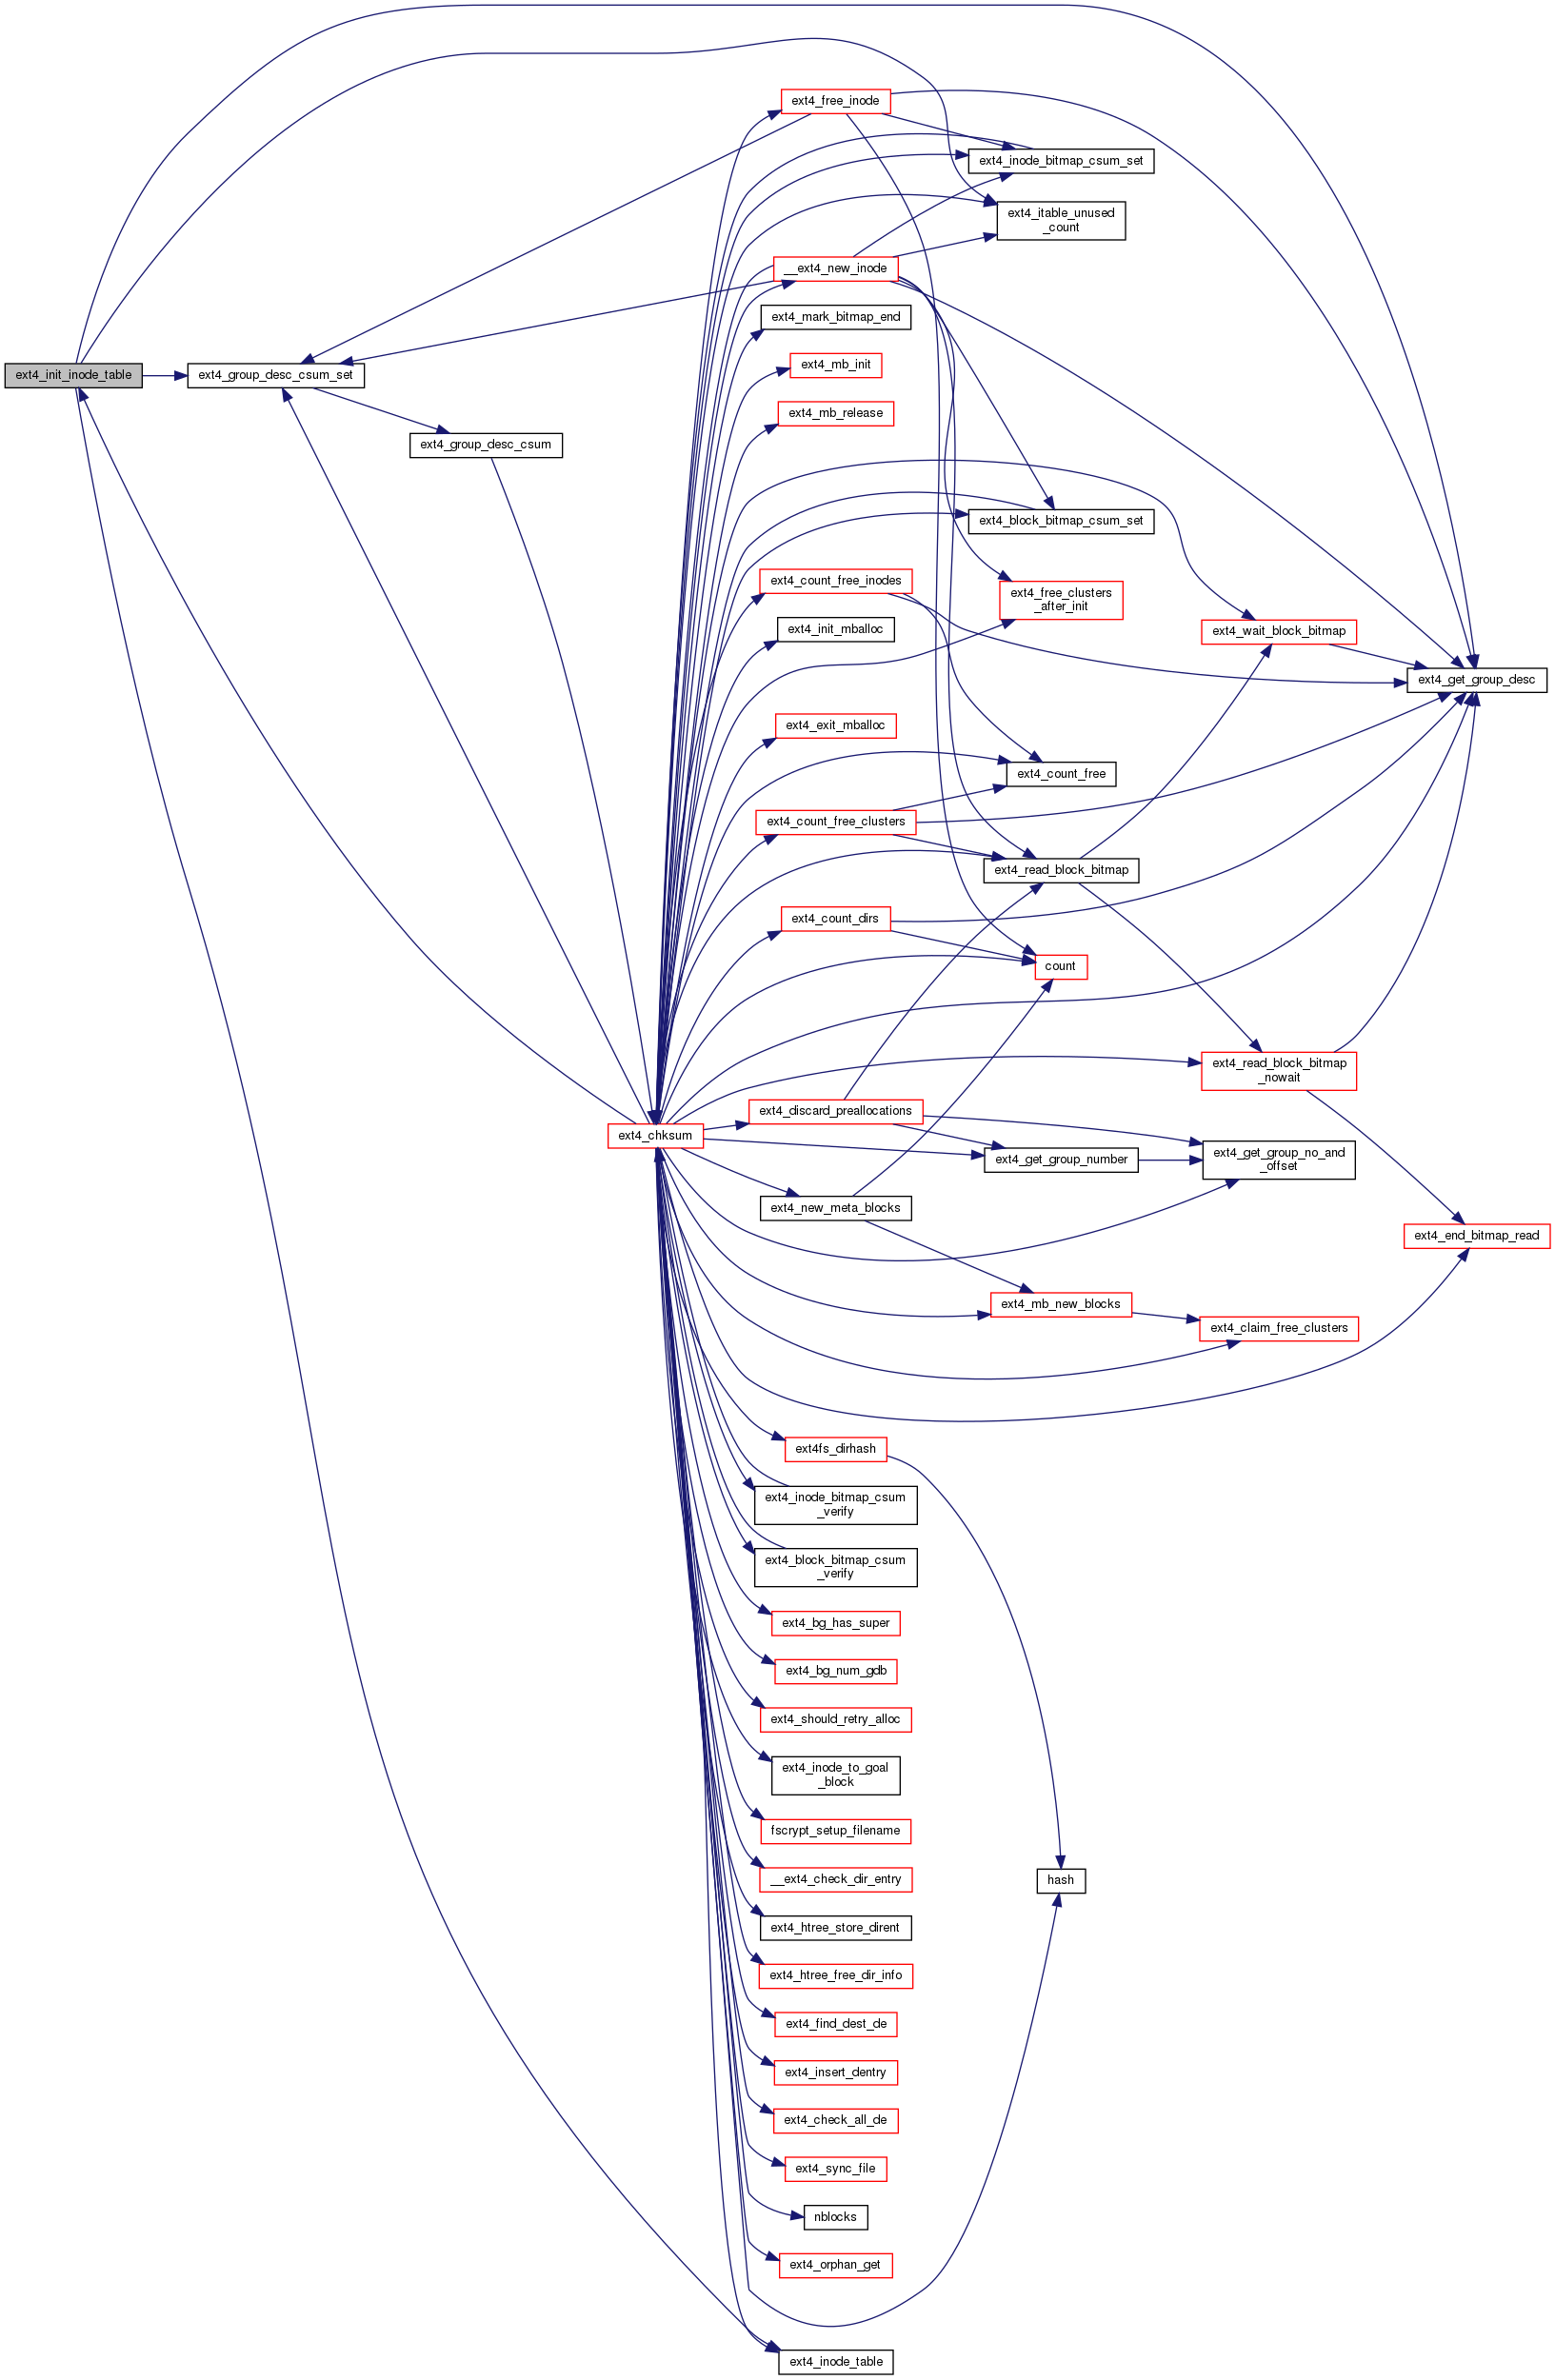 ext4_free_inode
ext4_inode_bitmap_csum_set
ext4_itable_unused
_count
__ext4_new_inode
ext4_mark_bitmap_end
ext4_mb_init
ext4_init_inode_table
ext4_group_desc_csum_set
ext4_mb_release
ext4_group_desc_csum
ext4_block_bitmap_csum_set
ext4_count_free_inodes
ext4_free_clusters
_after_init
ext4_init_mballoc
ext4_wait_block_bitmap
ext4_get_group_desc
ext4_exit_mballoc
ext4_count_free
ext4_count_free_clusters
ext4_read_block_bitmap
ext4_count_dirs
count
ext4_read_block_bitmap
_nowait
ext4_discard_preallocations
ext4_chksum
ext4_get_group_number
ext4_get_group_no_and
_offset
ext4_new_meta_blocks
ext4_end_bitmap_read
ext4_mb_new_blocks
ext4_claim_free_clusters
ext4fs_dirhash
ext4_inode_bitmap_csum
_verify
ext4_block_bitmap_csum
_verify
ext4_bg_has_super
ext4_bg_num_gdb
ext4_should_retry_alloc
ext4_inode_to_goal
_block
fscrypt_setup_filename
__ext4_check_dir_entry
hash
ext4_htree_store_dirent
ext4_htree_free_dir_info
ext4_find_dest_de
ext4_insert_dentry
ext4_check_all_de
ext4_sync_file
nblocks
ext4_orphan_get
ext4_inode_table